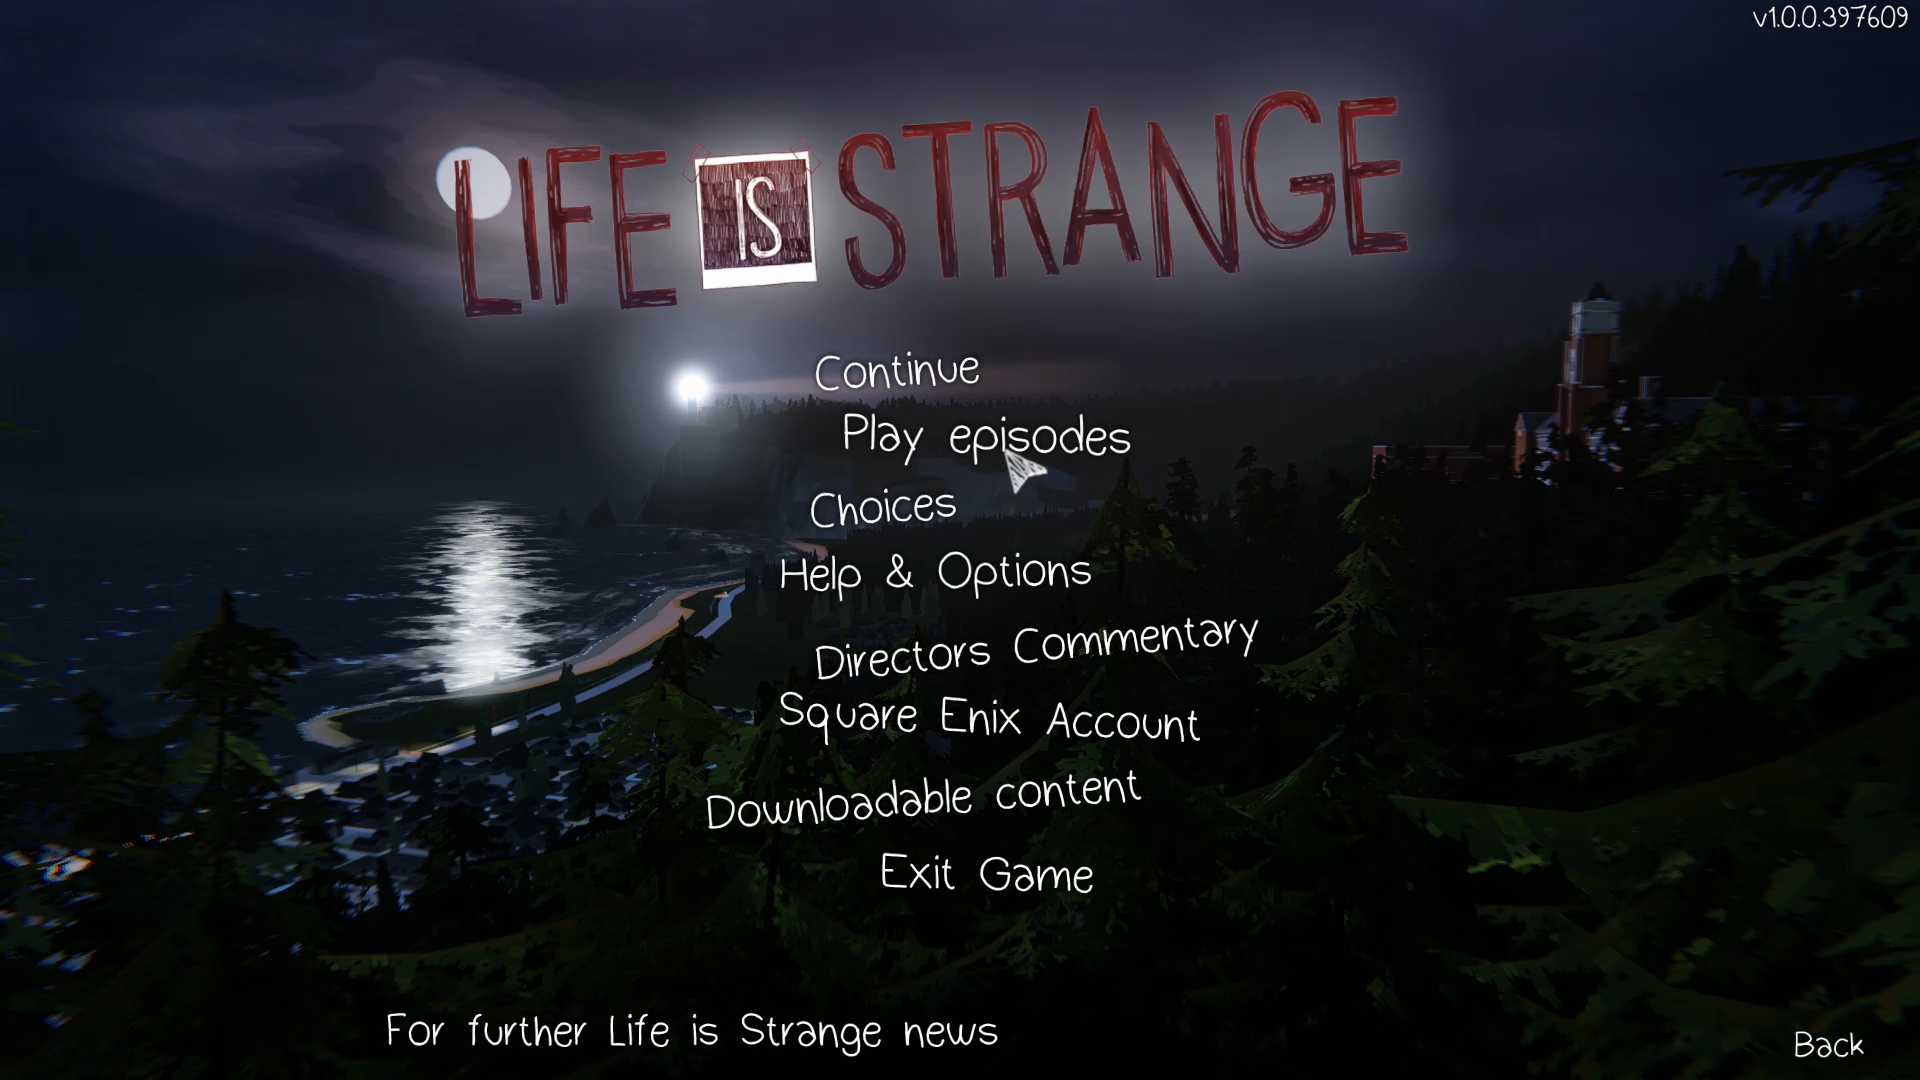 v1.0.0.397609
LIFE IS STRANGE
Continue
Play episodes
Choices
Help & Options
Directors Commentary
Square Enix Account
Downloadable content
Exit Game
For further Life is Strange news
Back